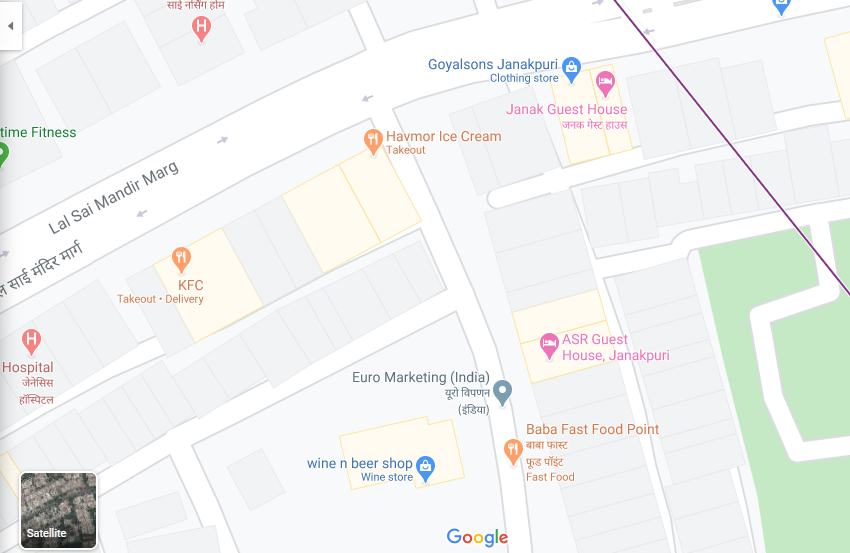 साई नर्सिंग होम
Goyalsons Janakpuri
Clothing store
Janak Guest House
जनक गेस्ट हाउस
time Fitness
Havmor Ice Cream
Takeout
Lal Sai Mandir Marg
साई मंदिर मार्ग
KFC
Takeout • Delivery
ASR Guest
House, Janakpuri
Hospital
जेनेसिस
हॉस्पिटल
Euro Marketing (India)
यूरो विपणन
(इंडिया)
Baba Fast Food Point
बाबा फास्ट
फूड पॉइंट
Fast Food
wine n beer shop
Wine store
Satellite
Google